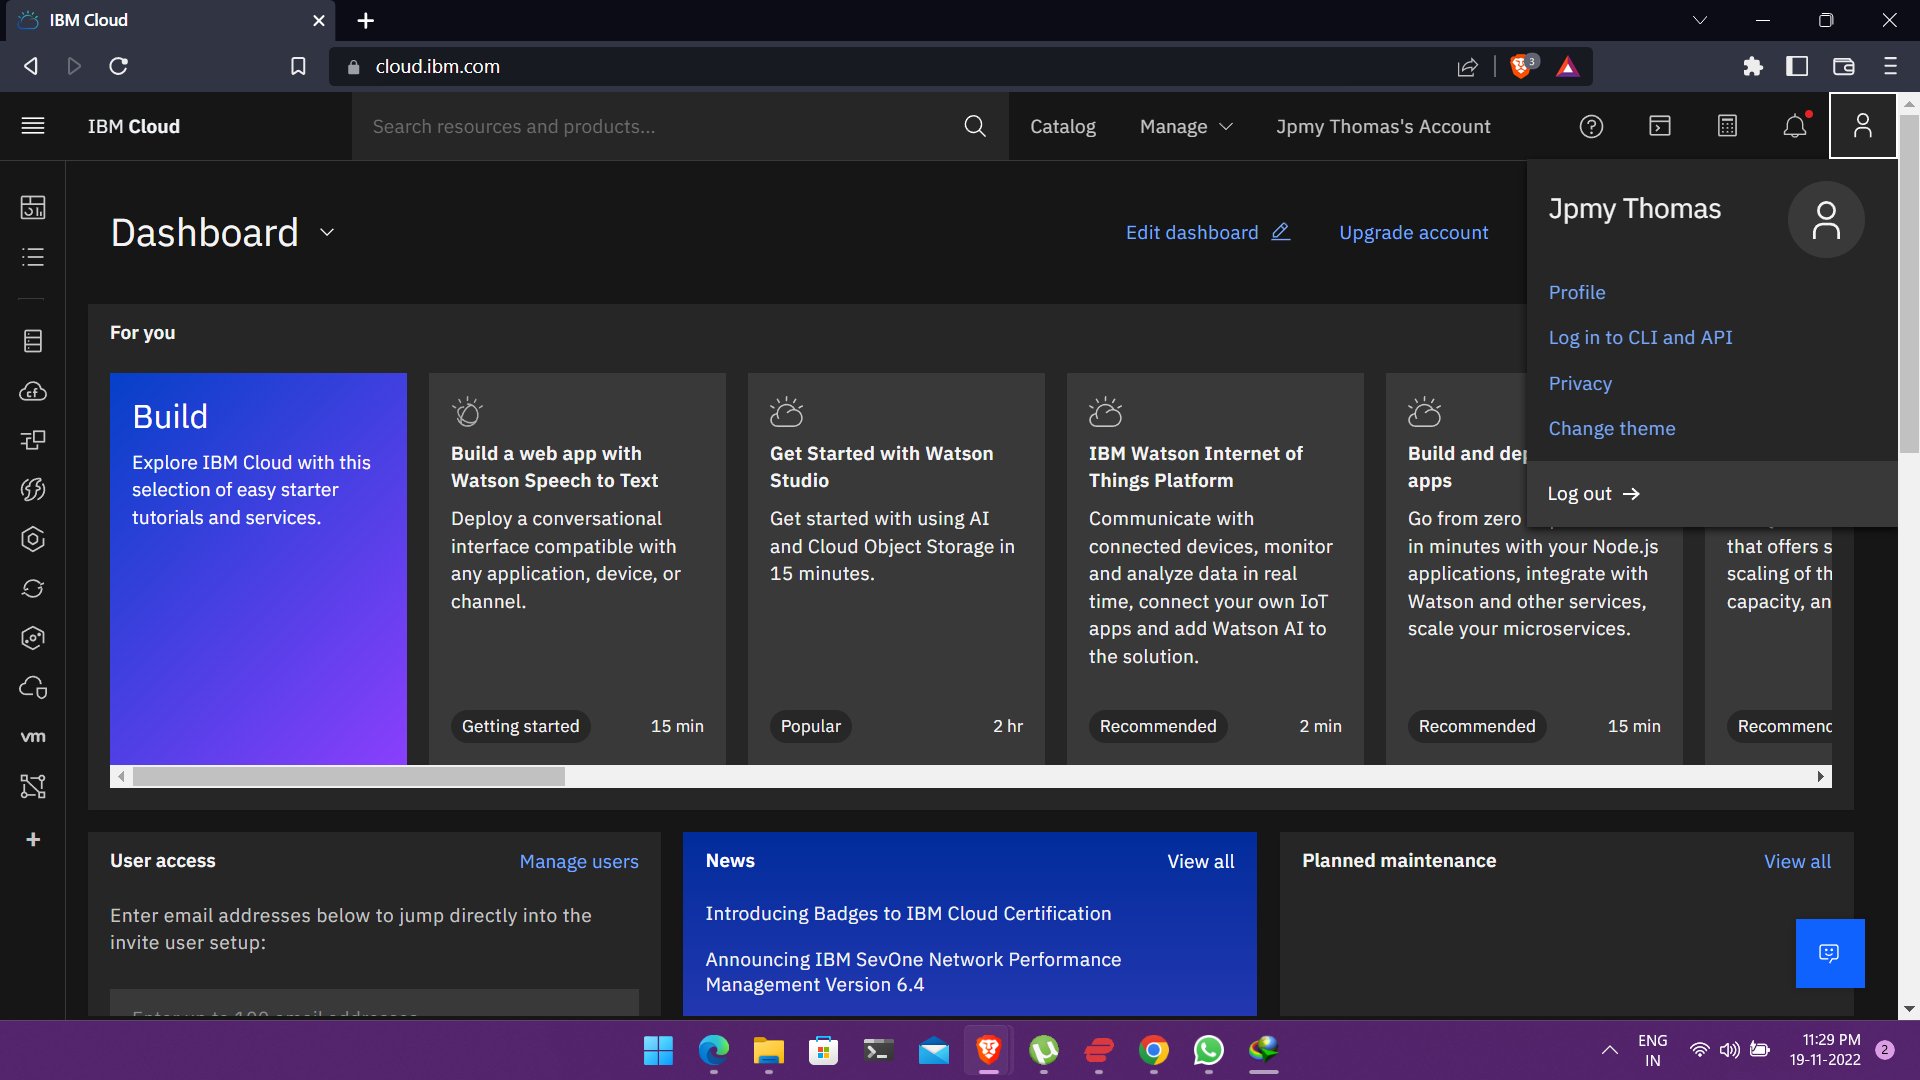 IBM Cloud
cloud.ibm.com
3
IBM Cloud
Search resources and products...
Catalog
Manage
Jpmy Thomas's Account
Dashboard
Edit dashboard
Upgrade account
Jpmy Thomas
Profile
Log in to CLI and API
Privacy
Change theme
Log out
For you
Build
Explore IBM Cloud with this
selection of easy starter
tutorials and services.
Build a web app with
Watson Speech to Text
Deploy a conversational
interface compatible with
any application, device, or
channel.
Getting started
15 min
Get Started with Watson
Studio
Get started with using AI
and Cloud Object Storage in
15 minutes.
Popular
2 hr
IBM Watson Internet of
Things Platform
Communicate with
connected devices, monitor
and analyze data in real
time, connect your own IoT
apps and add Watson AI to
the solution.
Recommended
2 min
Build and dep
apps
Go from zero
in minutes with your Node.js
applications, integrate with
Watson and other services,
scale your microservices.
Recommended
15 min
that offers s
scaling of th
capacity, an
Recommend
cf
vm
User access
Manage users
Enter email addresses below to jump directly into the
invite user setup:
Enter up to 100 email addresses
News
View all
Introducing Badges to IBM Cloud Certification
Announcing IBM SevOne Network Performance
Management Version 6.4
Planned maintenance
View all
ENG
IN
11:29 PM
19-11-2022
2